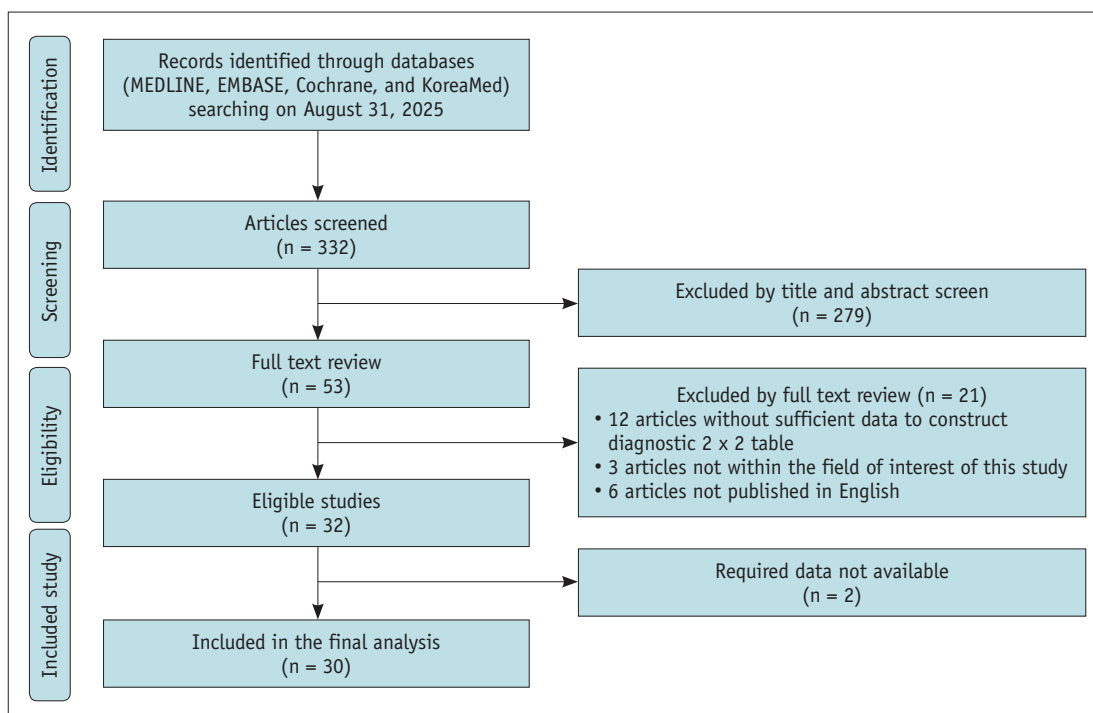 Identification
Records identified through databases
(MEDLINE, EMBASE, Cochrane, and KoreaMed)
searching on August 31, 2025
Screening
Articles screened
(n = 332)
Excluded by title and abstract screen
(n = 279)
Full text review
(n = 53)
Eligibility
Excluded by full text review (n = 21)
• 12 articles without sufficient data to construct
diagnostic 2 x 2 table
• 3 articles not within the field of interest of this study
• 6 articles not published in English
Eligible studies
(n = 32)
Included study
Required data not available
(n = 2)
Included in the final analysis
(n = 30)